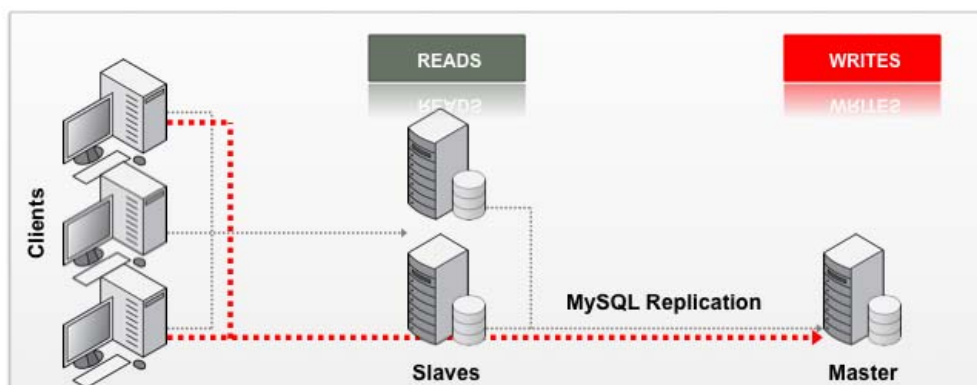 READS
WRITES
Clients
MySQL Replication
Slaves
Master